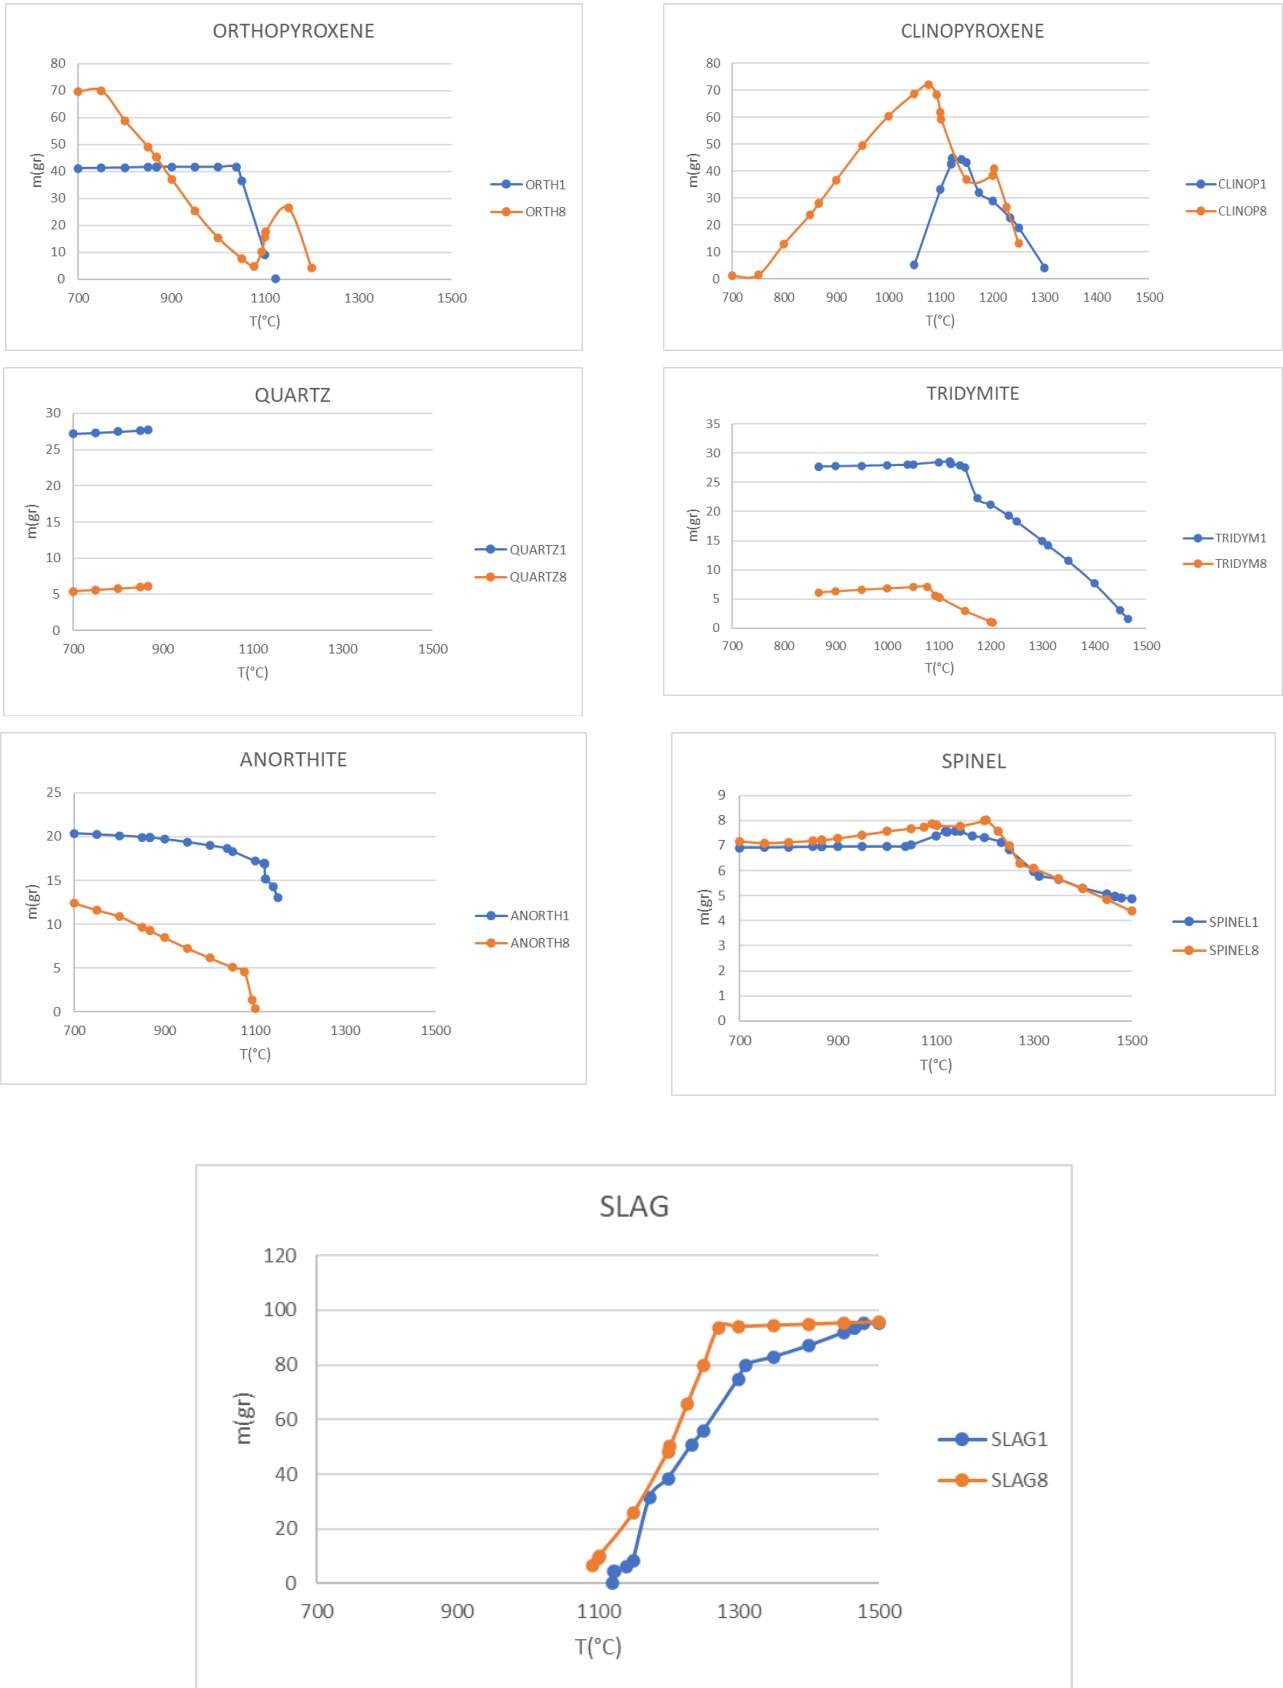 ORTHOPYROXENE
80
70
60
50
40
30
20
10
0
m(gr)
700 900 1100 1300 1500
T(°C)
ORTH1
ORTH8
CLINOPYROXENE
80
70
60
50
40
30
20
10
0
m(gr)
700 800 900 1000 1100 1200 1300 1400 1500
T(°C)
CLINOP1
CLINOP8
QUARTZ
30
25
20
15
10
5
0
m(gr)
700 900 1100 1300 1500
T(°C)
QUARTZ1
QUARTZ8
TRIDYMITE
35
30
25
20
15
10
5
0
m(gr)
700 800 900 1000 1100 1200 1300 1400 1500
T(°C)
TRIDYM1
TRIDYM8
ANORTHITE
25
20
15
10
5
0
m(gr)
700 900 1100 1300 1500
T(°C)
ANORTH1
ANORTH8
SPINEL
9
8
7
6
5
4
3
2
1
0
m(gr)
700 900 1100 1300 1500
T(°C)
SPINEL1
SPINEL8
SLAG
120
100
80
60
40
20
0
m(gr)
700 900 1100 1300 1500
T(°C)
SLAG1
SLAG8